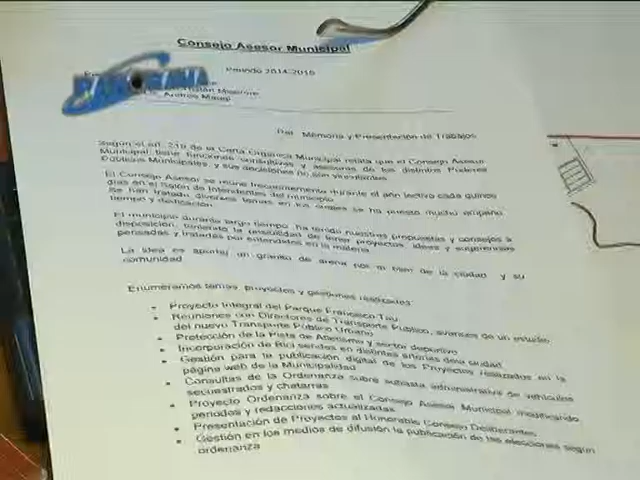 Consejo Asesor Municipal
Periodo 2014-2015
PANORAMA
Ref. Memoria y Presentación de Trabajos
Según el art. 219 de la Carta Orgánica Municipal relata que el Consejo Asesor
Municipal tiene funciones consultivas y asesoras de los distintos Poderes
Públicos Municipales, y sus decisiones no son vinculantes
El Consejo Asesor se reúne frecuentemente durante el año lectivo cada quince
días en el Salón de Intendentes del municipio
Se han tratado diversos temas en los cuales se ha puesto mucho empeño
tiempo y dedicación
El municipio durante largo tiempo ha tenido nuestras propuestas y consejos a
disposición, teniendo la posibilidad de tener proyectos, ideas y sugerencias
pensadas y tratadas por entendidos en la materia
La idea es aportar un granito de arena por el bien de la ciudad y su
comunidad
Enumeramos temas, proyectos y gestiones realizadas:
• Proyecto Integral del Parque Francisco Tau
• Reuniones con Directores de Transporte Público, avances de un estudio
del nuevo Transporte Público Urbano
• Protección de la Pista de Atletismo y sector deportivo
• Incorporación de Bici sendas en distintas arterias de la ciudad
• Gestión para la publicación digital de los Proyectos realizados en la
página web de la Municipalidad
• Consultas de la Ordenanza sobre subasta administrativa de vehículos
secuestrados y chatarras
• Proyecto Ordenanza sobre el Consejo Asesor Municipal modificando
periodos y redacciones actualizadas
• Presentación de Proyectos al Honorable Concejo Deliberantes
• Gestión en los medios de difusión la publicación de las elecciones según
ordenanza